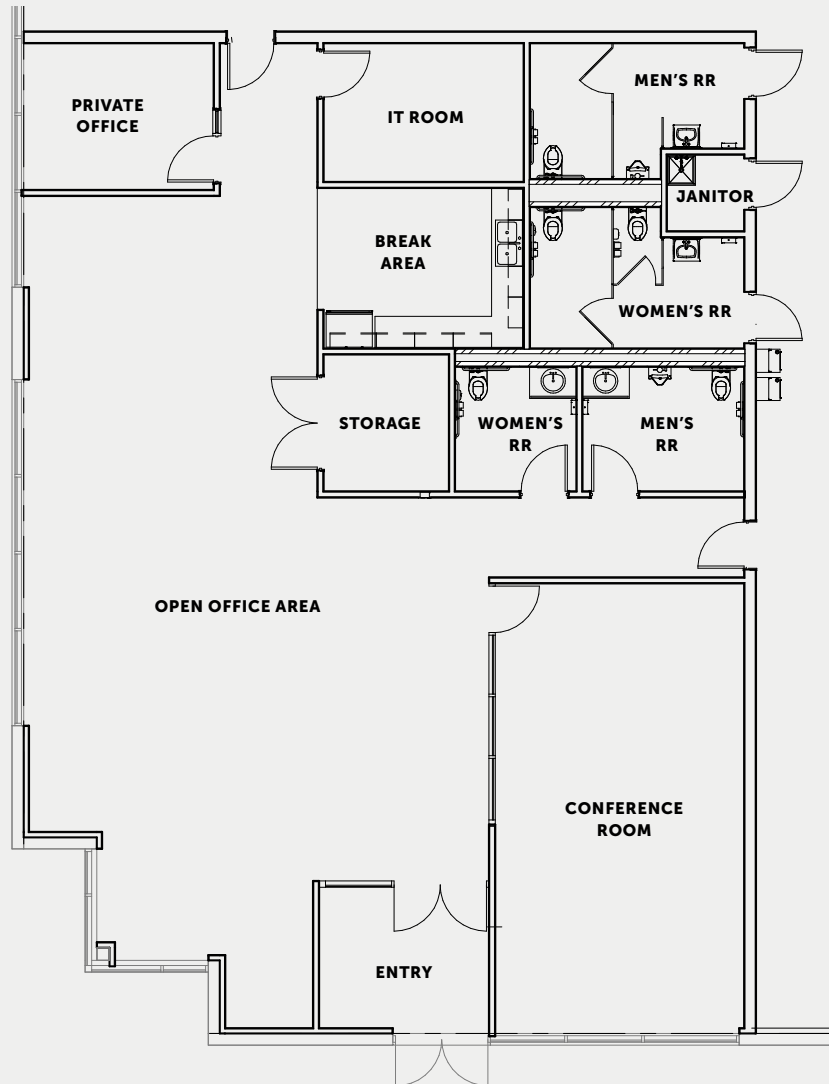 PRIVATE
OFFICE
IT ROOM
MEN'S RR
JANITOR
BREAK
AREA
WOMEN'S RR
STORAGE
WOMEN'S
RR
MEN'S
RR
OPEN OFFICE AREA
CONFERENCE
ROOM
ENTRY